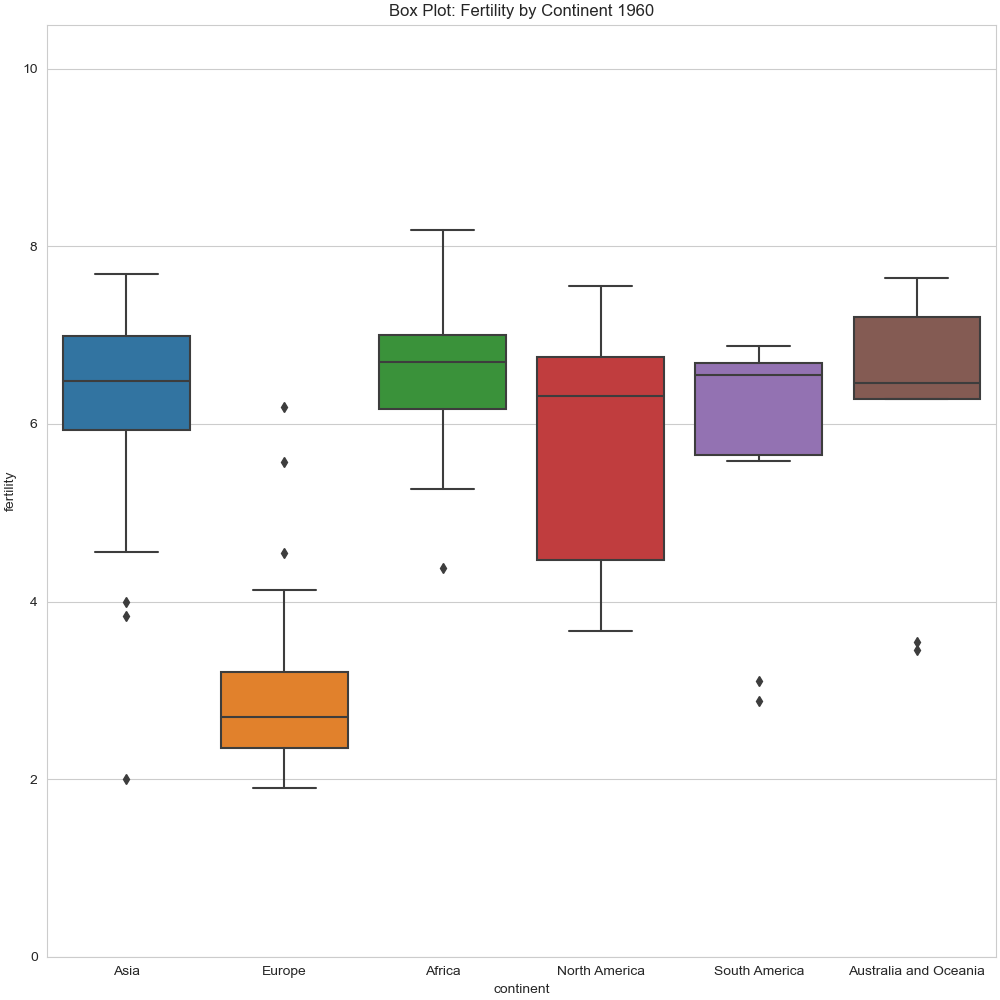 Box Plot: Fertility by Continent 1960
10
8
6
4
2
0
fertility
Asia
Europe
Africa
North America
South America
Australia and Oceania
continent